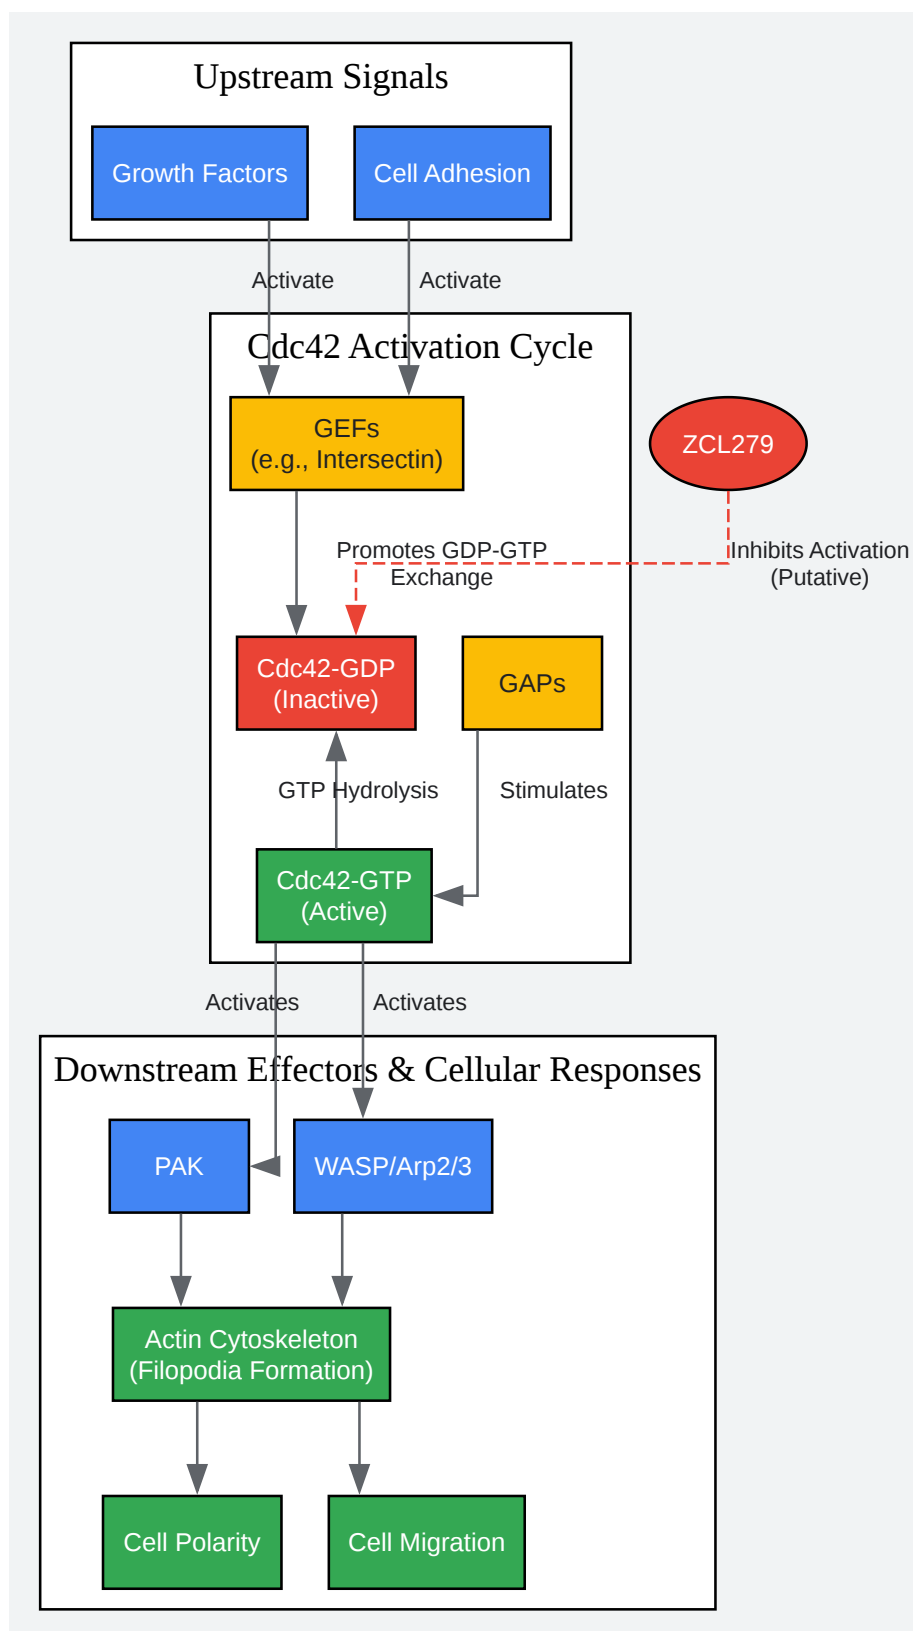 Upstream Signals
Growth Factors
Cell Adhesion
Activate
Activate
Cdc42 Activation Cycle
GEFs
(e.g., Intersectin)
ZCL279
Promotes GDP-GTP
Exchange
Inhibits Activation
(Putative)
Cdc42-GDP
(Inactive)
GAPs
GTP Hydrolysis
Stimulates
Cdc42-GTP
(Active)
Activates
Activates
Downstream Effectors & Cellular Responses
PAK
WASP/Arp2/3
Actin Cytoskeleton
(Filopodia Formation)
Cell Polarity
Cell Migration